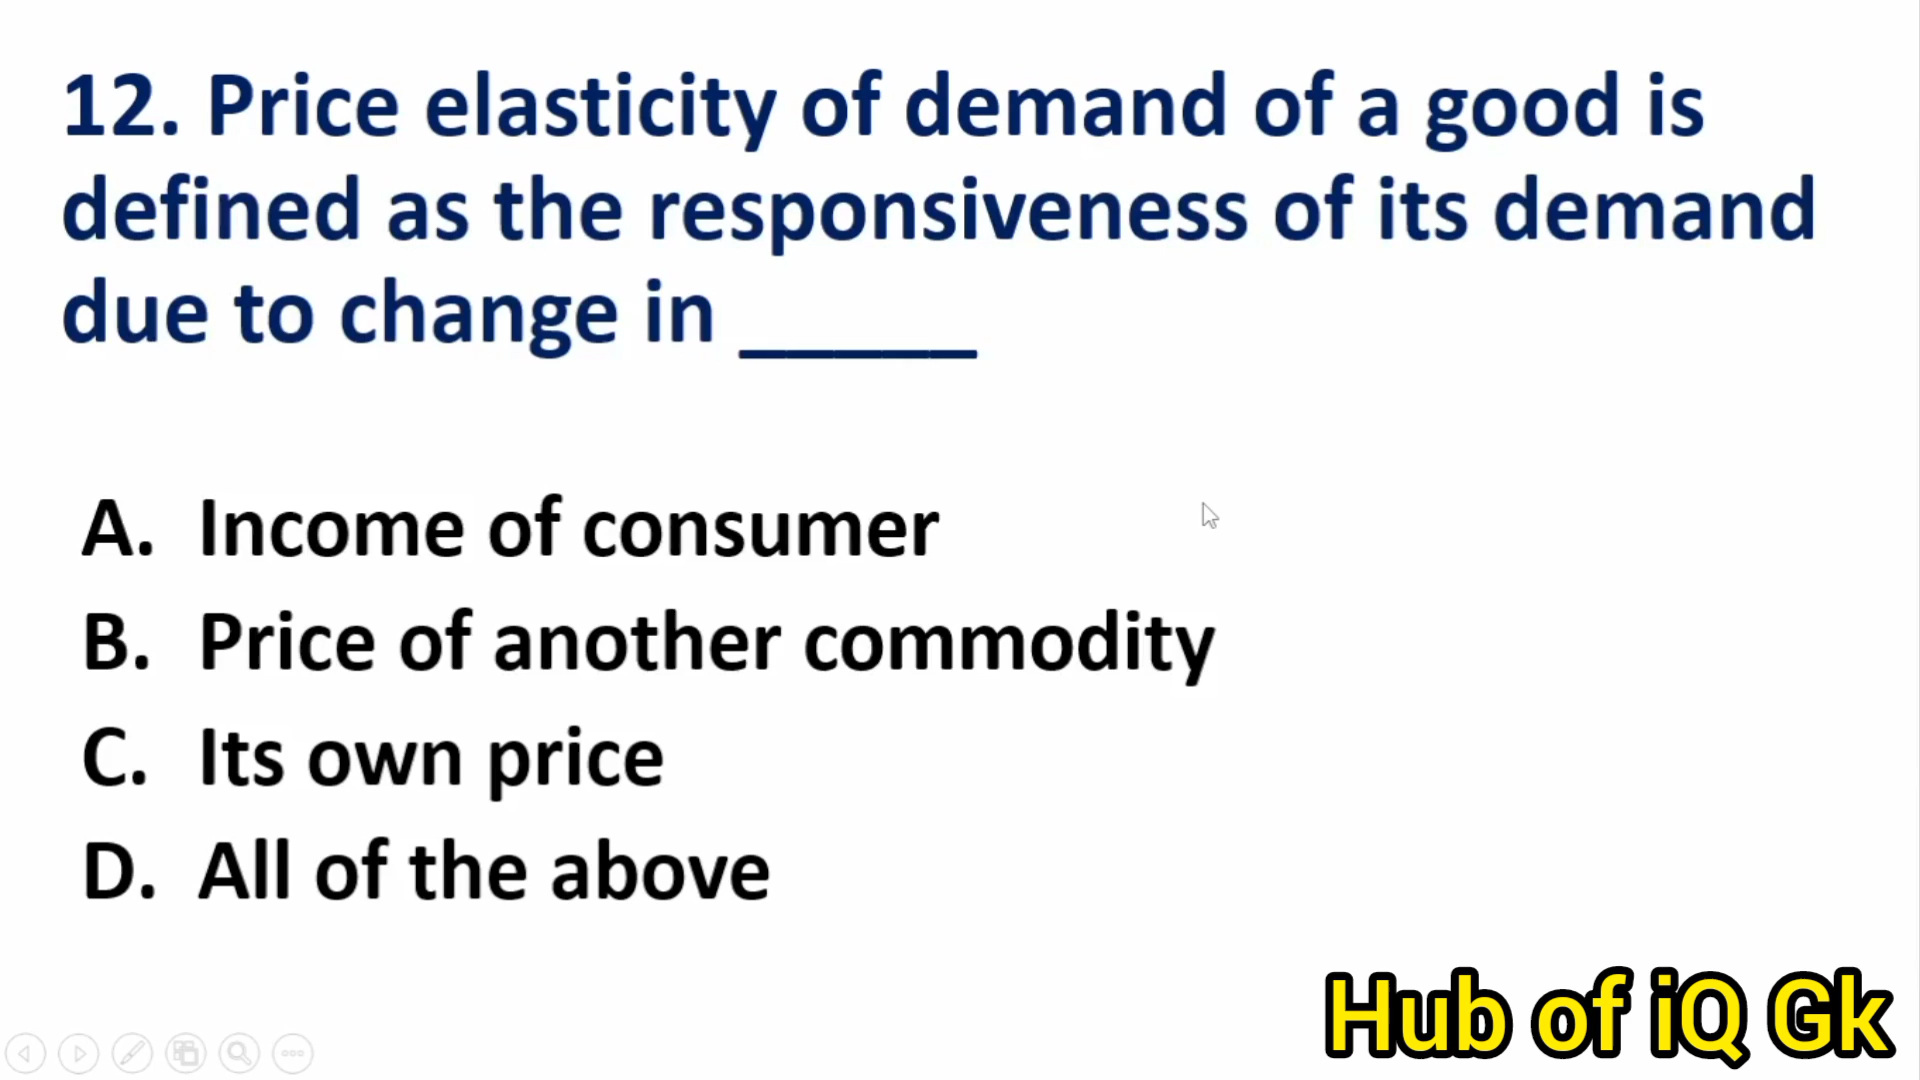 12. Price elasticity of demand of a good is
defined as the responsiveness of its demand
due to change in _____
A. Income of consumer
B. Price of another commodity
C. Its own price
D. All of the above
Hub of iQ Gk